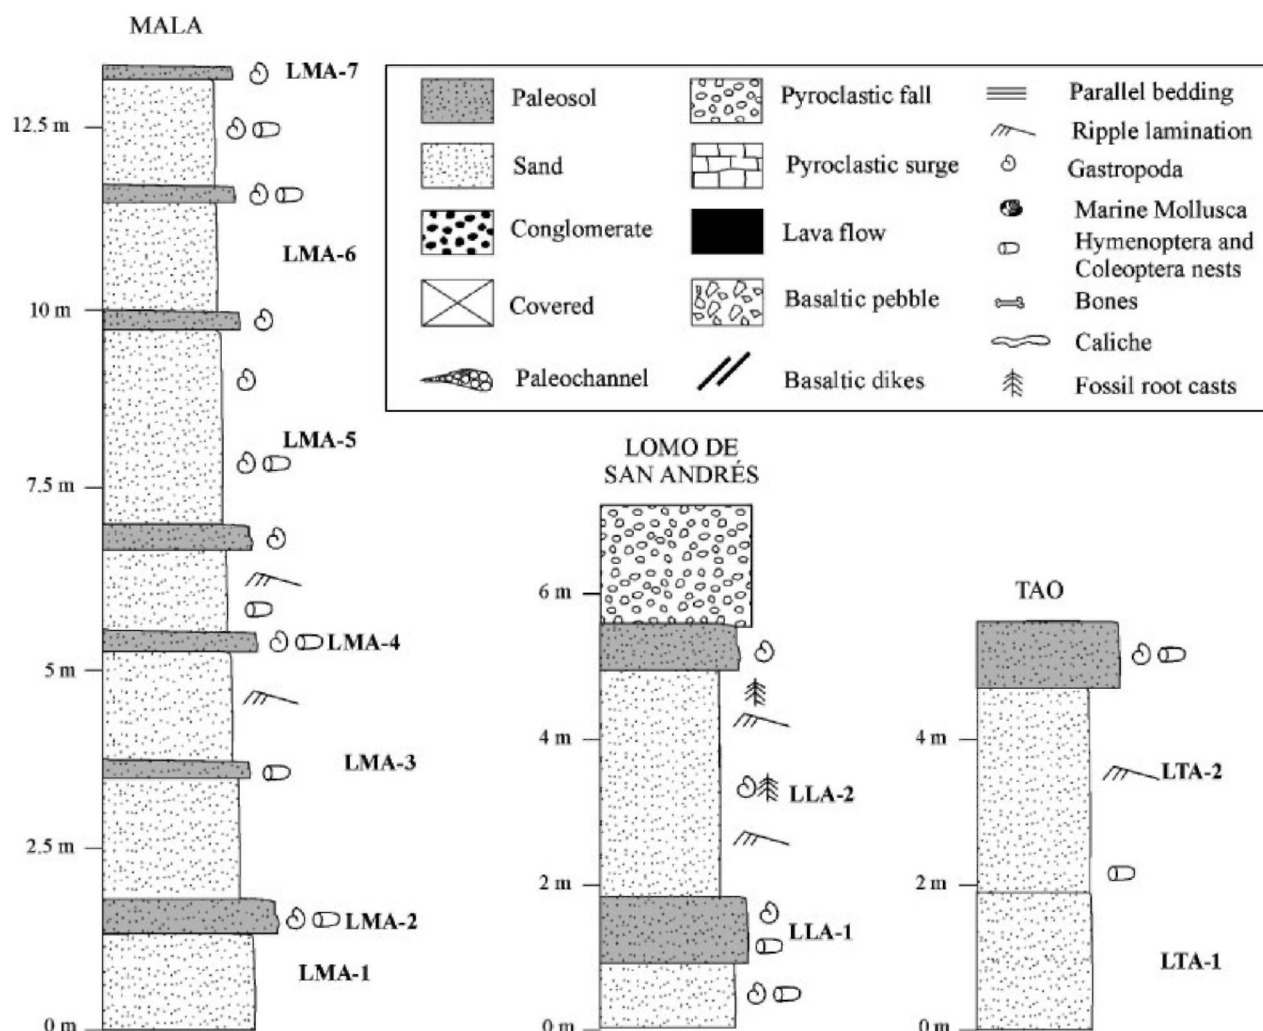 MALA
LMA-7
12.5 m
LMA-6
10 m
LMA-5
7.5 m
LMA-4
5 m
LMA-3
2.5 m
LMA-2
LMA-1
0 m
Paleosol
Sand
Conglomerate
Covered
Paleochannel
Pyroclastic fall
Pyroclastic surge
Lava flow
Basaltic pebble
Basaltic dikes
Parallel bedding
Ripple lamination
Gastropoda
Marine Mollusca
Hymenoptera and
Coleoptera nests
Bones
Caliche
Fossil root casts
LOMO DE
SAN ANDRÉS
6 m
4 m
LLA-2
2 m
LLA-1
0 m
TAO
4 m
LTA-2
2 m
LTA-1
0 m